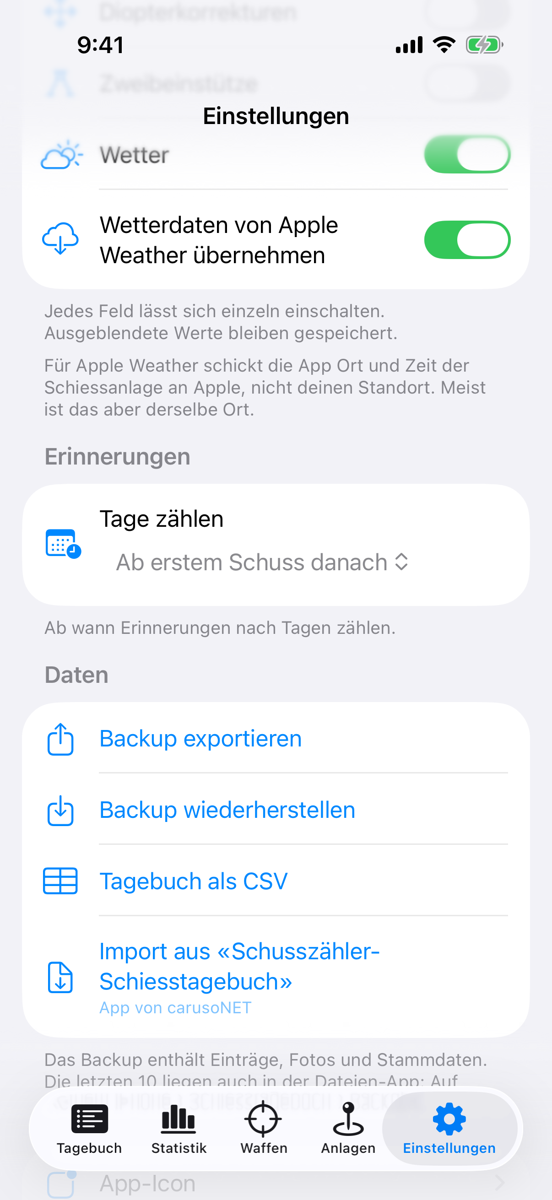 Diopterkorrekturen
9:41
Zweibeinstütze
Einstellungen
Wetter
Wetterdaten von Apple
Weather übernehmen
Jedes Feld lässt sich einzeln einschalten.
Ausgeblendete Werte bleiben gespeichert.
Für Apple Weather schickt die App Ort und Zeit der
Schiessanlage an Apple, nicht deinen Standort. Meist
ist das aber derselbe Ort.
Erinnerungen
Tage zählen
Ab erstem Schuss danach
Ab wann Erinnerungen nach Tagen zählen.
Daten
Backup exportieren
Backup wiederherstellen
Tagebuch als CSV
Import aus «Schusszähler-
Schiesstagebuch»
App von carusoNET
Das Backup enthält Einträge, Fotos und Stammdaten.
Die letzten 10 liegen auch in der Dateien-App: Auf
Tagebuch
Statistik
Waffen
Anlagen
Einstellungen
App-Icon